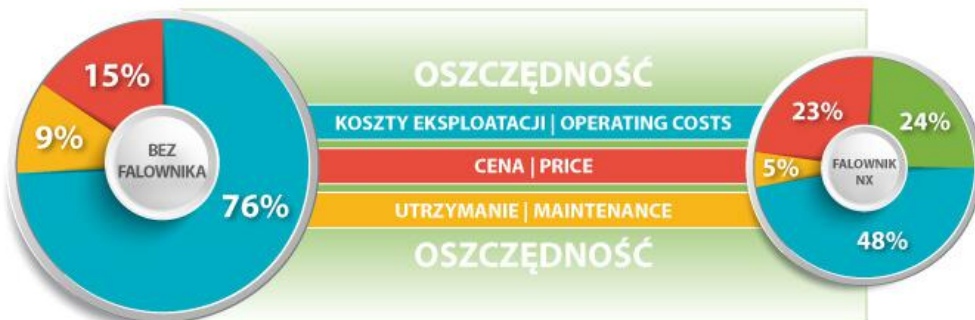 15%
9%
BEZ
FALOWNIKA
76%
OSZCZĘDNOŚĆ
KOSZTY EKSPLOATACJI | OPERATING COSTS
CENA | PRICE
UTRZYMANIE | MAINTENANCE
OSZCZĘDNOŚĆ
23%
24%
5%
FALOWNIK
NX
48%